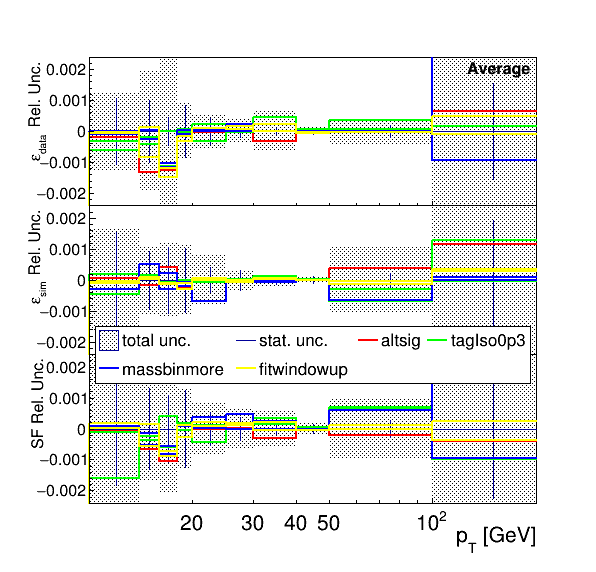 Average
ε_data Rel. Unc.
0.002
0.001
0
−0.001
−0.002
ε_sim Rel. Unc.
0.002
0.001
0
−0.001
−0.002
total unc. stat. unc. altsig tagIso0p3
massbinmore fitwindowup
SF Rel. Unc.
0.001
0
−0.001
−0.002
20 30 40 50 10²
p_T [GeV]